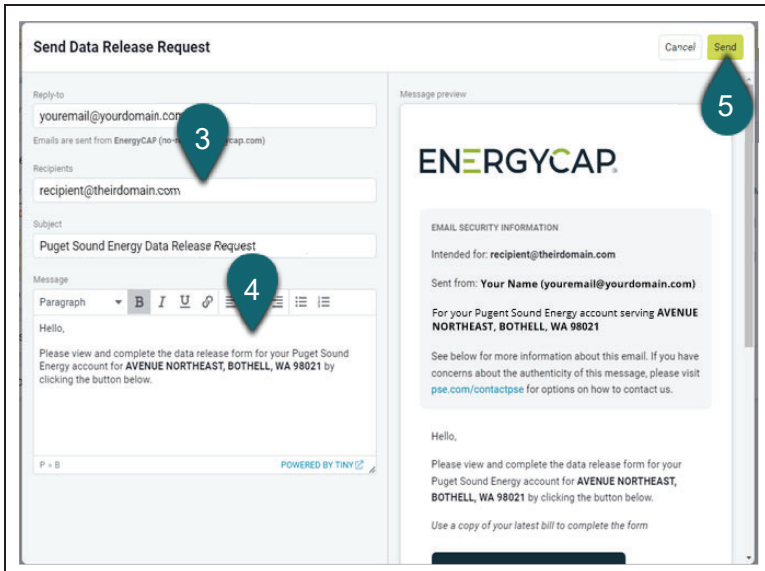 Send Data Release Request
Cancel
Send
5
Reply-to
youremail@yourdomain.com
Emails are sent from EnergyCAP (no-
ycap.com)
3
Recipients
recipient@theirdomain.com
Subject
Puget Sound Energy Data Release Request
Message
4
Paragraph
B I U
Hello,
Please view and complete the data release form for your Puget Sound
Energy account for AVENUE NORTHEAST, BOTHELL, WA 98021 by
clicking the button below.
P » B
POWERED BY TINY
Message preview
ENERGYCAP®
EMAIL SECURITY INFORMATION
Intended for: recipient@theirdomain.com
Sent from: Your Name (youremail@yourdomain.com)
For your Pugent Sound Energy account serving AVENUE
NORTHEAST, BOTHELL, WA 98021
See below for more information about this email. If you have
concerns about the authenticity of this message, please visit
pse.com/contactpse for options on how to contact us.
Hello,
Please view and complete the data release form for your
Puget Sound Energy account for AVENUE NORTHEAST,
BOTHELL, WA 98021 by clicking the button below.
Use a copy of your latest bill to complete the form